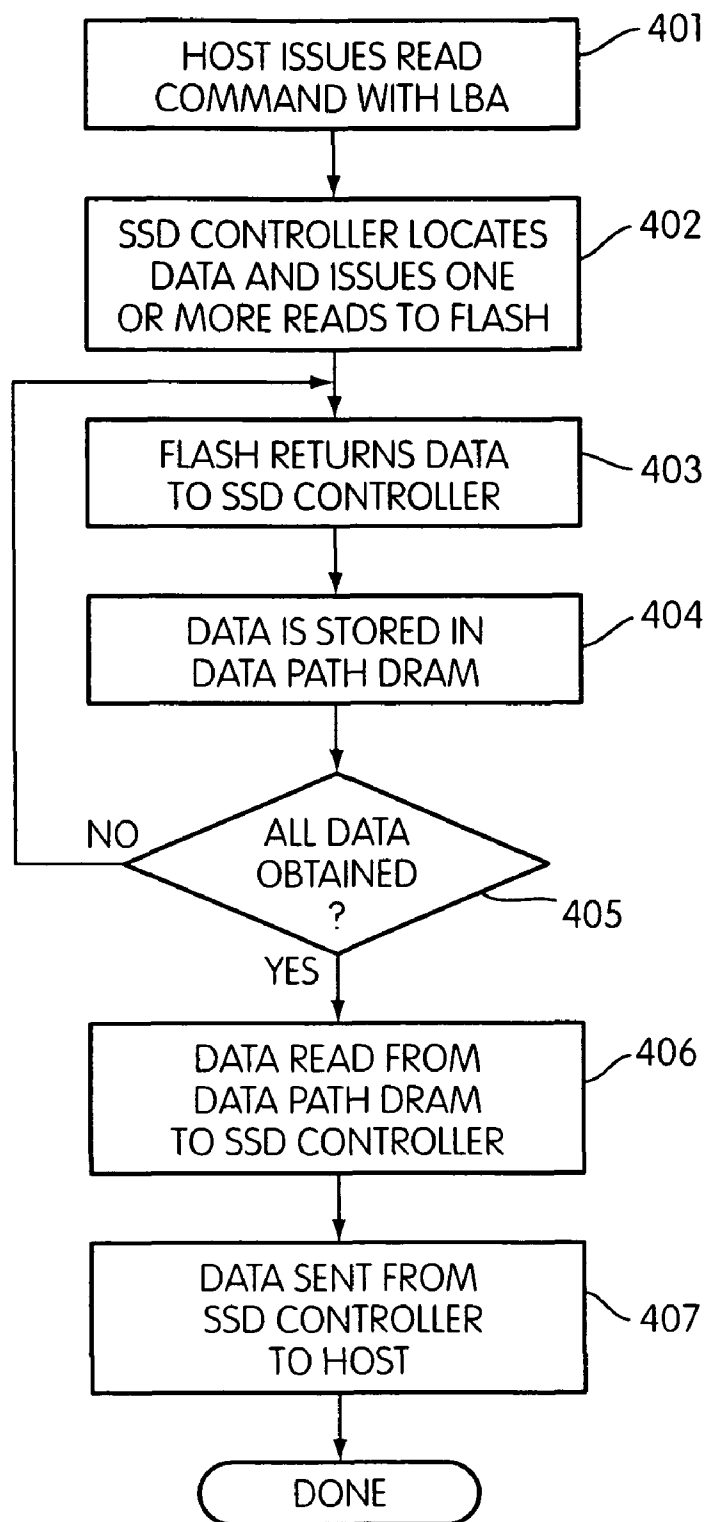 HOST ISSUES READ
COMMAND WITH LBA
401
SSD CONTROLLER LOCATES
DATA AND ISSUES ONE
OR MORE READS TO FLASH
402
FLASH RETURNS DATA
TO SSD CONTROLLER
403
DATA IS STORED IN
DATA PATH DRAM
404
NO
ALL DATA
OBTAINED
?
405
YES
DATA READ FROM
DATA PATH DRAM
TO SSD CONTROLLER
406
DATA SENT FROM
SSD CONTROLLER
TO HOST
407
DONE